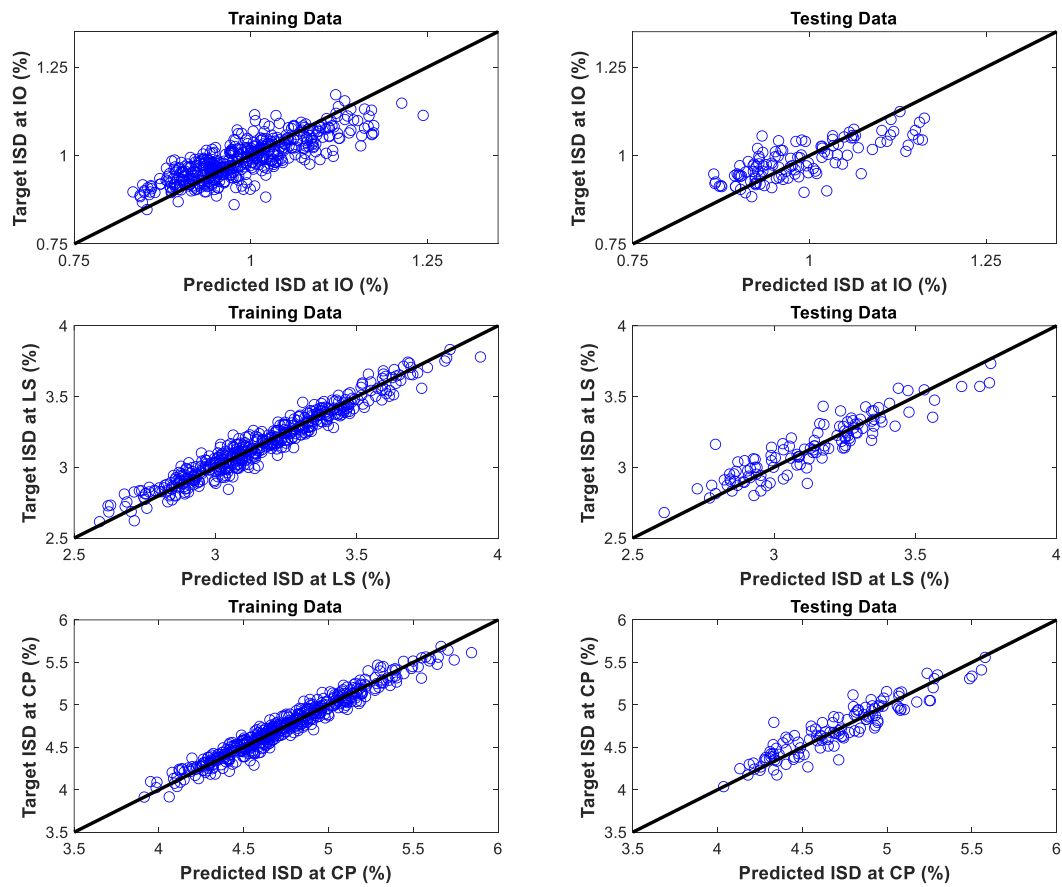 Training Data
Target ISD at IO (%)
1.25
1
0.75
0.75 1 1.25
Predicted ISD at IO (%)
Testing Data
Target ISD at IO (%)
1.25
1
0.75
0.75 1 1.25
Predicted ISD at IO (%)
Training Data
Target ISD at LS (%)
4
3.5
3
2.5
2.5 3 3.5 4
Predicted ISD at LS (%)
Testing Data
Target ISD at LS (%)
4
3.5
3
2.5
2.5 3 3.5 4
Predicted ISD at LS (%)
Training Data
Target ISD at CP (%)
6
5.5
5
4.5
4
3.5
3.5 4 4.5 5 5.5 6
Predicted ISD at CP (%)
Testing Data
Target ISD at CP (%)
6
5.5
5
4.5
4
3.5
3.5 4 4.5 5 5.5 6
Predicted ISD at CP (%)